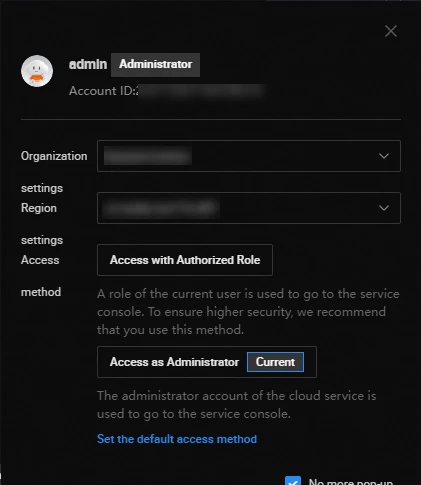 admin Administrator
Account ID:
Organization
settings
Region
settings
Access Access with Authorized Role
method A role of the current user is used to go to the service
console. To ensure higher security, we recommend
that you use this method.
Access as Administrator Current
The administrator account of the cloud service is
used to go to the service console.
Set the default access method
No more pop-up